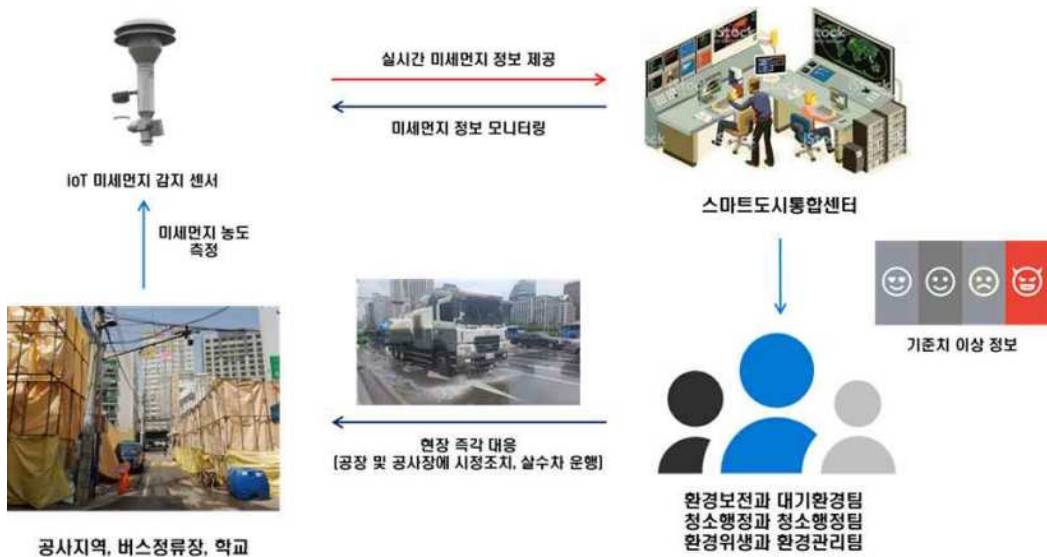 실시간 미세먼지 정보 제공
미세먼지 정보 모니터링
iStock
iStock
iStock
IoT 미세먼지 감지 센서
스마트도시통합센터
미세먼지 농도
측정
기준치 이상 정보
현장 즉각 대응
(공장 및 공사장에 시정조치, 살수차 운행)
환경보전과 대기환경팀
청소행정과 청소행정팀
환경위생과 환경관리팀
공사지역, 버스정류장, 학교